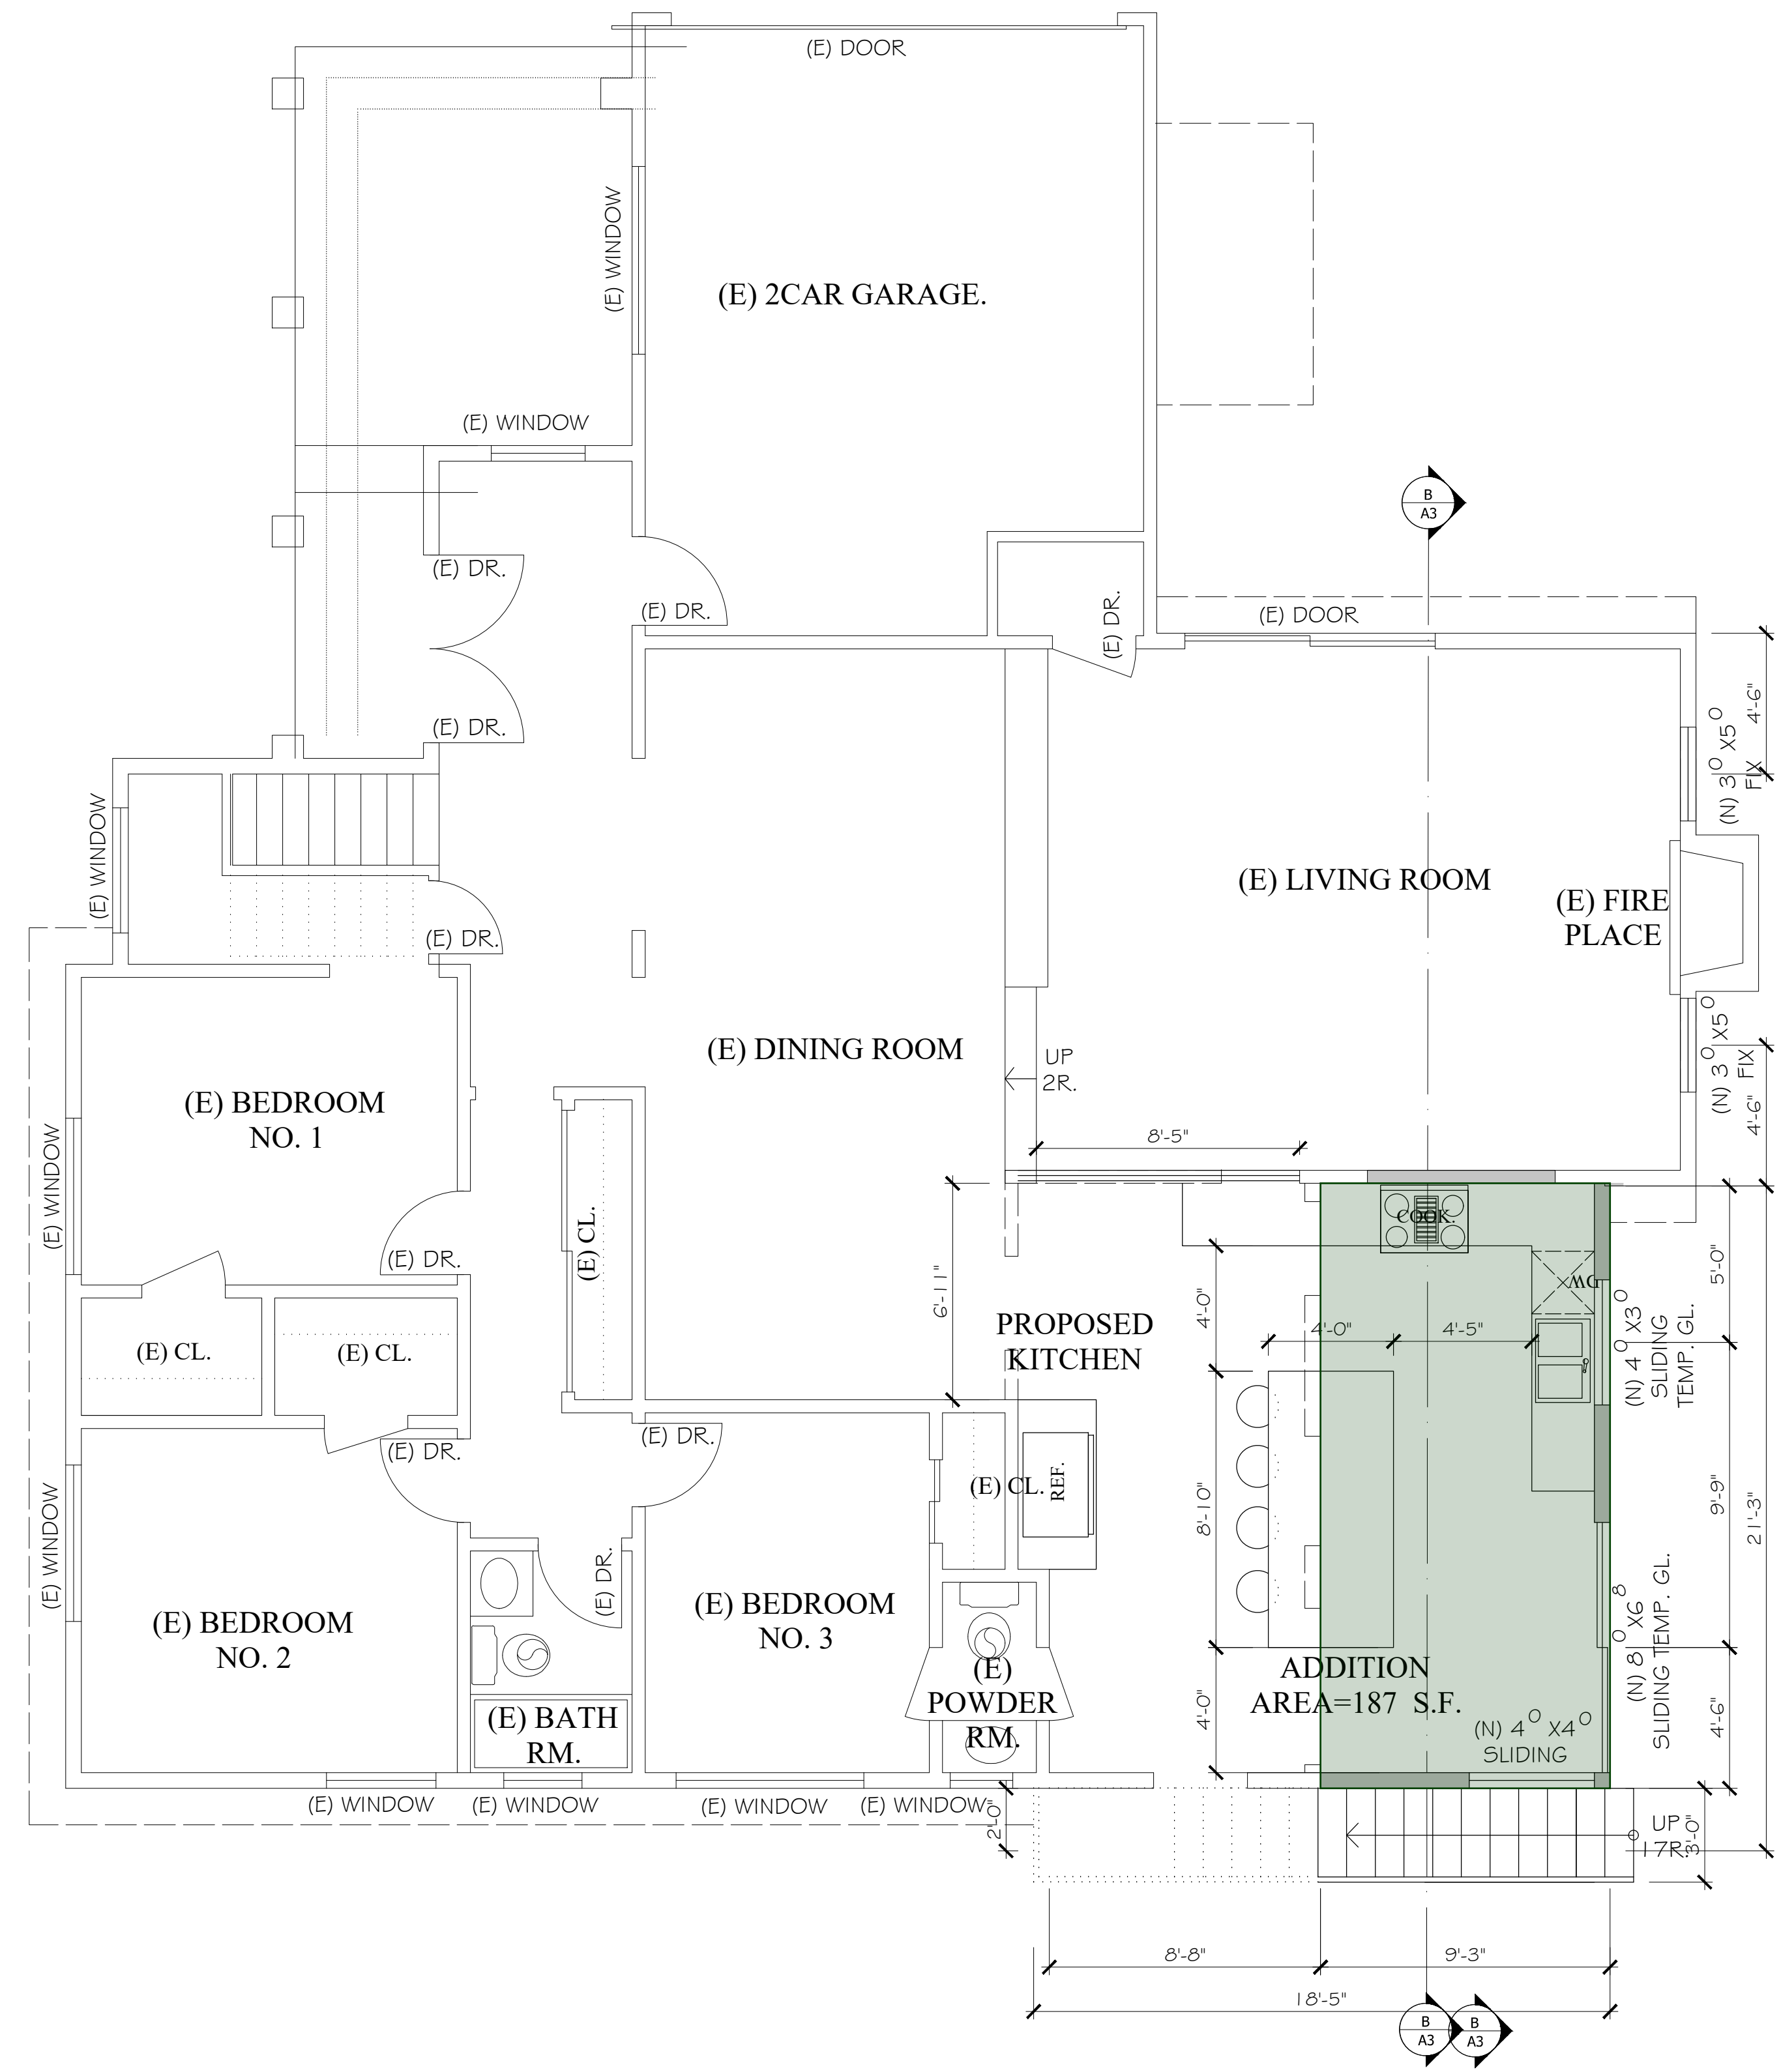 (E) DOOR
(E) WINDOW
(E) 2CAR GARAGE.
(E) WINDOW
B
A3
(E) DR.
(E) DR.
(E) DR.
(E) DOOR
(E) DR.
4'-6"
(N) 3⁰ X5⁰
FIX
(E) WINDOW
(E) LIVING ROOM
(E) FIRE
PLACE
(E) DR.
(E) DINING ROOM
UP
2R.
(N) 3⁰ X5⁰
FIX
4'-6"
(E) BEDROOM
NO. 1
(E) WINDOW
8'-5"
(E) CL.
COOK.
(E) DR.
6'-11"
4'-0"
DW
5'-0"
PROPOSED
KITCHEN
4'-0"
4'-5"
(N) 4⁰ X3⁰
SLIDING
TEMP. GL.
(E) CL.
(E) CL.
(E) DR.
(E) DR.
(E) CL.
REF.
8'-10"
9'-9"
21'-3"
(E) WINDOW
(E) DR.
(E) BEDROOM
NO. 2
(E) BEDROOM
NO. 3
(E)
POWDER
RM.
(E) BATH
RM.
ADDITION
AREA=187 S.F.
4'-0"
(N) 4⁰ X4⁰
SLIDING
(N) 8⁰ X6⁸
SLIDING TEMP. GL.
4'-6"
(E) WINDOW
(E) WINDOW
(E) WINDOW
(E) WINDOW
2'-0"
UP
17R.
3'-0"
8'-8"
9'-3"
18'-5"
B
A3
B
A3